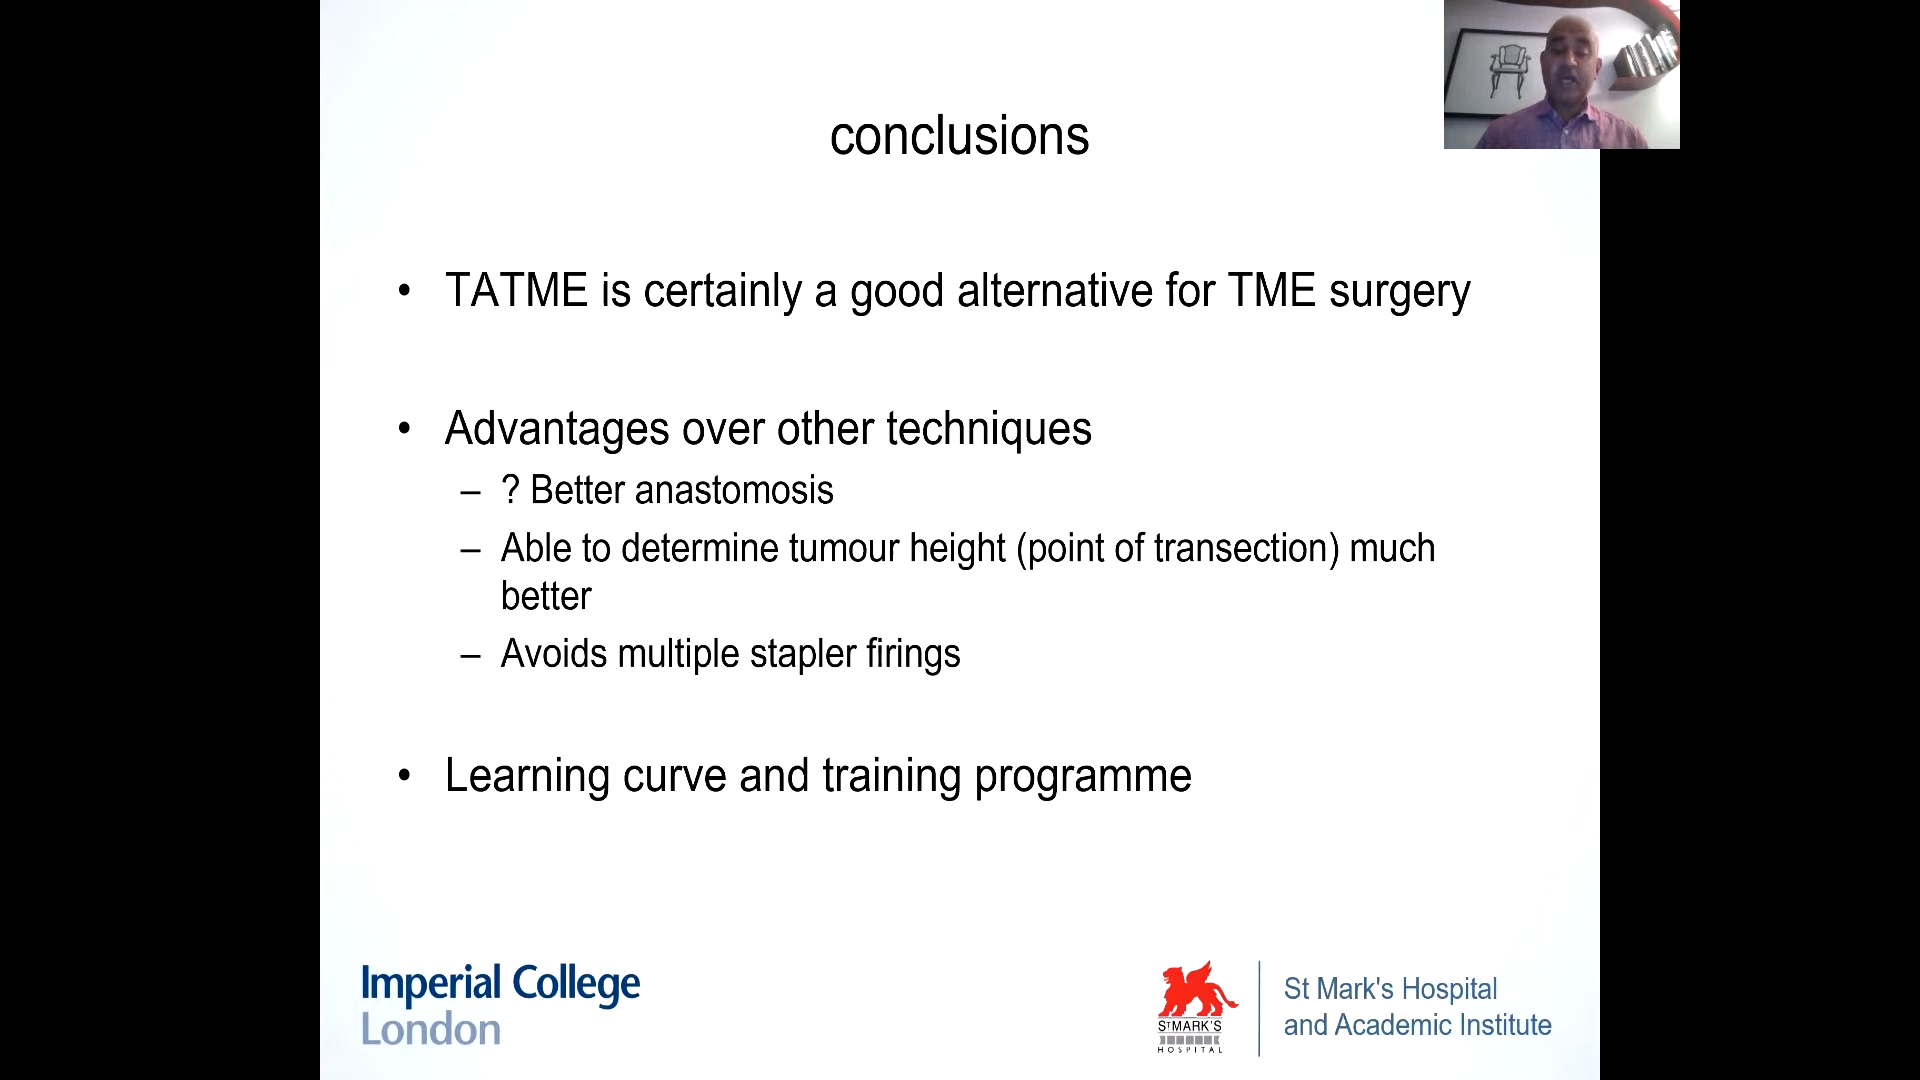 conclusions
• TATME is certainly a good alternative for TME surgery
• Advantages over other techniques
– ? Better anastomosis
– Able to determine tumour height (point of transection) much
better
– Avoids multiple stapler firings
• Learning curve and training programme
Imperial College
London
ST MARK'S
HOSPITAL
St Mark's Hospital
and Academic Institute